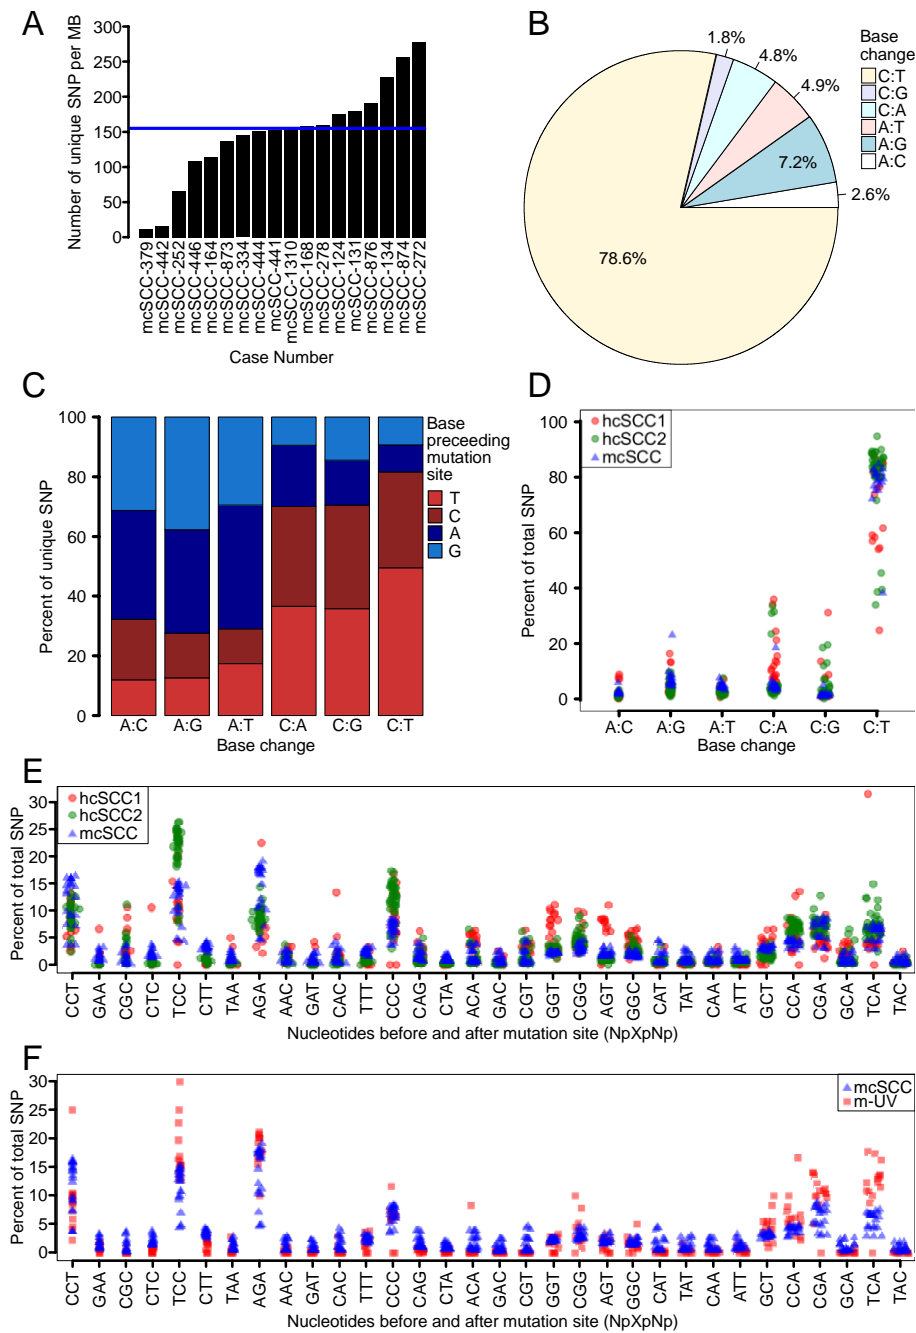 A
Number of unique SNP per MB
300
250
200
150
100
50
0
mcSCC-379
mcSCC-442
mcSCC-252
mcSCC-446
mcSCC-164
mcSCC-873
mcSCC-334
mcSCC-444
mcSCC-441
mcSCC-1310
mcSCC-168
mcSCC-278
mcSCC-124
mcSCC-131
mcSCC-876
mcSCC-134
mcSCC-874
mcSCC-272
Case Number
B
1.8%
4.8%
4.9%
7.2%
2.6%
78.6%
Base
change
C:T
C:G
C:A
A:T
A:G
A:C
C
Percent of unique SNP
100
80
60
40
20
0
A:C A:G A:T C:A C:G C:T
Base change
Base
preceeding
mutation
site
T
C
A
G
D
Percent of total SNP
100
80
60
40
20
0
hcSCC1
hcSCC2
mcSCC
A:C A:G A:T C:A C:G C:T
Base change
E
Percent of total SNP
30
25
20
15
10
5
0
hcSCC1
hcSCC2
mcSCC
CCT GAA CGC CTC TCC CTT TAA AGA AAC GAT CAC TTT CCC CAG CTA ACA GAC CGT GGT CGG AGT GGC CAT TAT CAA ATT GCT CCA CGA GCA TCA TAC
Nucleotides before and after mutation site (NpXpNp)
F
Percent of total SNP
30
25
20
15
10
5
0
mcSCC
m-UV
CCT GAA CGC CTC TCC CTT TAA AGA AAC GAT CAC TTT CCC CAG CTA ACA GAC CGT GGT CGG AGT GGC CAT TAT CAA ATT GCT CCA CGA GCA TCA TAC
Nucleotides before and after mutation site (NpXpNp)